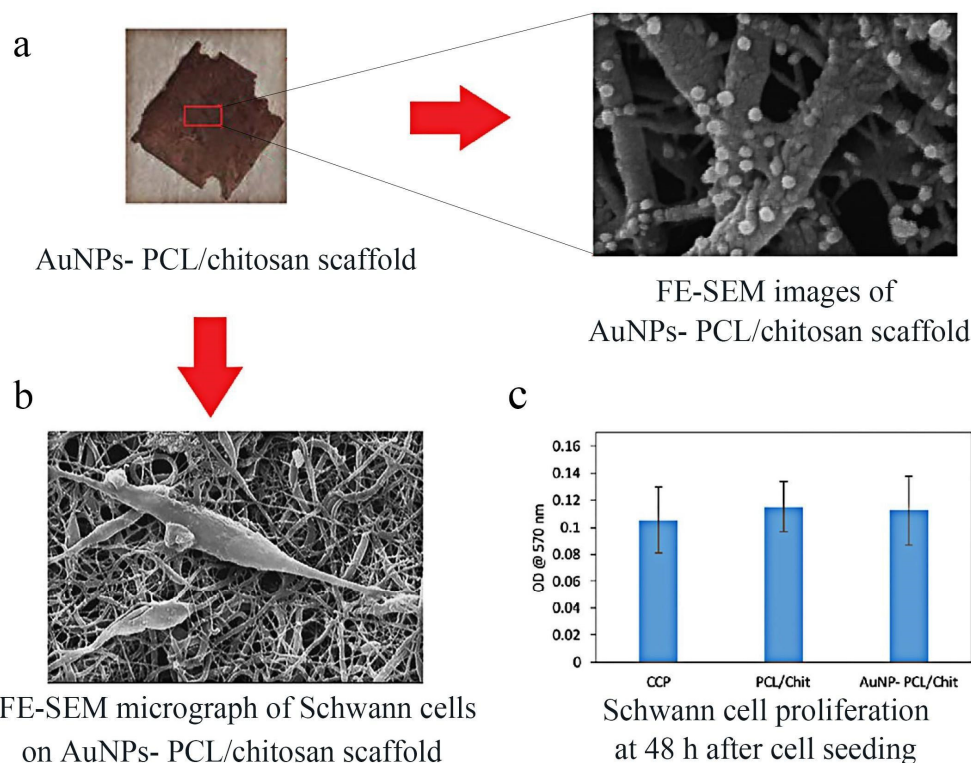 a
AuNPs- PCL/chitosan scaffold
FE-SEM images of
AuNPs- PCL/chitosan scaffold
b
FE-SEM micrograph of Schwann cells
on AuNPs- PCL/chitosan scaffold
c
OD @ 570 nm
0.16
0.14
0.12
0.1
0.08
0.06
0.04
0.02
0
CCP PCL/Chit AuNP- PCL/Chit
Schwann cell proliferation
at 48 h after cell seeding